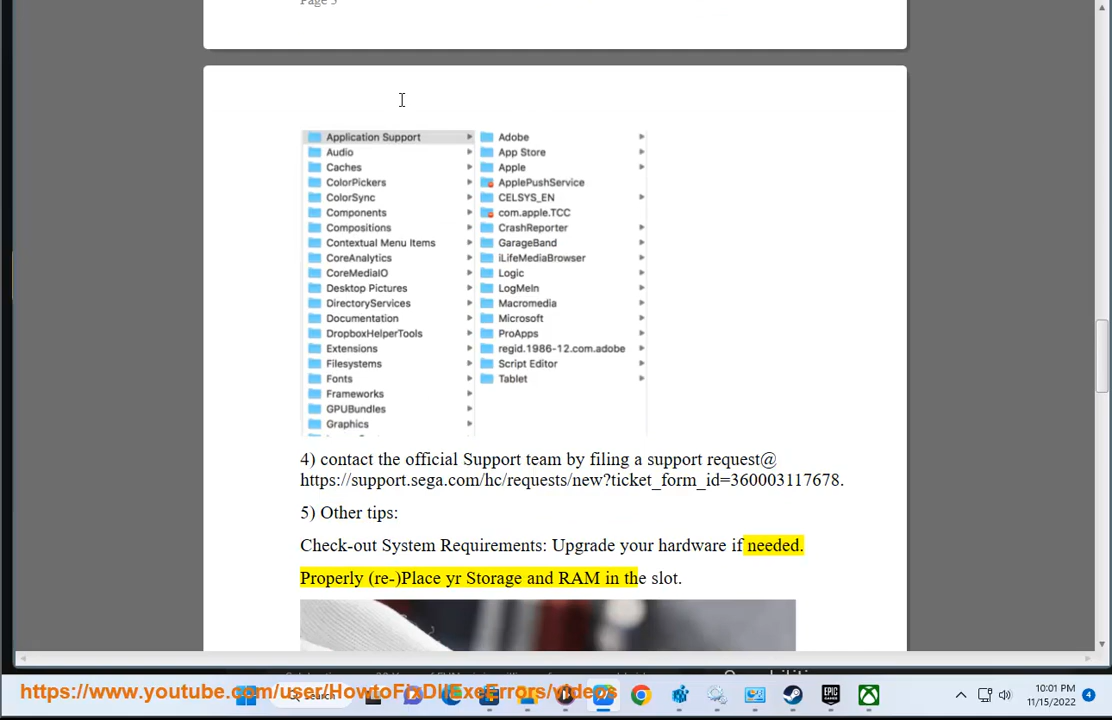 Page 5
Application Support
Adobe
Audio
App Store
Caches
Apple
ColorPickers
ApplePushService
ColorSync
CELSYS_EN
Components
com.apple.TCC
Compositions
CrashReporter
Contextual Menu Items
GarageBand
CoreAnalytics
iLifeMediaBrowser
CoreMediaIO
Logic
Desktop Pictures
LogMeIn
DirectoryServices
Macromedia
Documentation
Microsoft
DropboxHelperTools
ProApps
Extensions
regid.1986-12.com.adobe
Filesystems
Script Editor
Fonts
Tablet
Frameworks
GPUBundles
Graphics
4) contact the official Support team by filing a support request@
https://support.sega.com/hc/requests/new?ticket_form_id=360003117678.
5) Other tips:
Check-out System Requirements: Upgrade your hardware if needed.
Properly (re-)Place yr Storage and RAM in the slot.
https://www.youtube.com/user/HowtoFixDllExeErrors/videos
Search
10:01 PM
11/15/2022
4